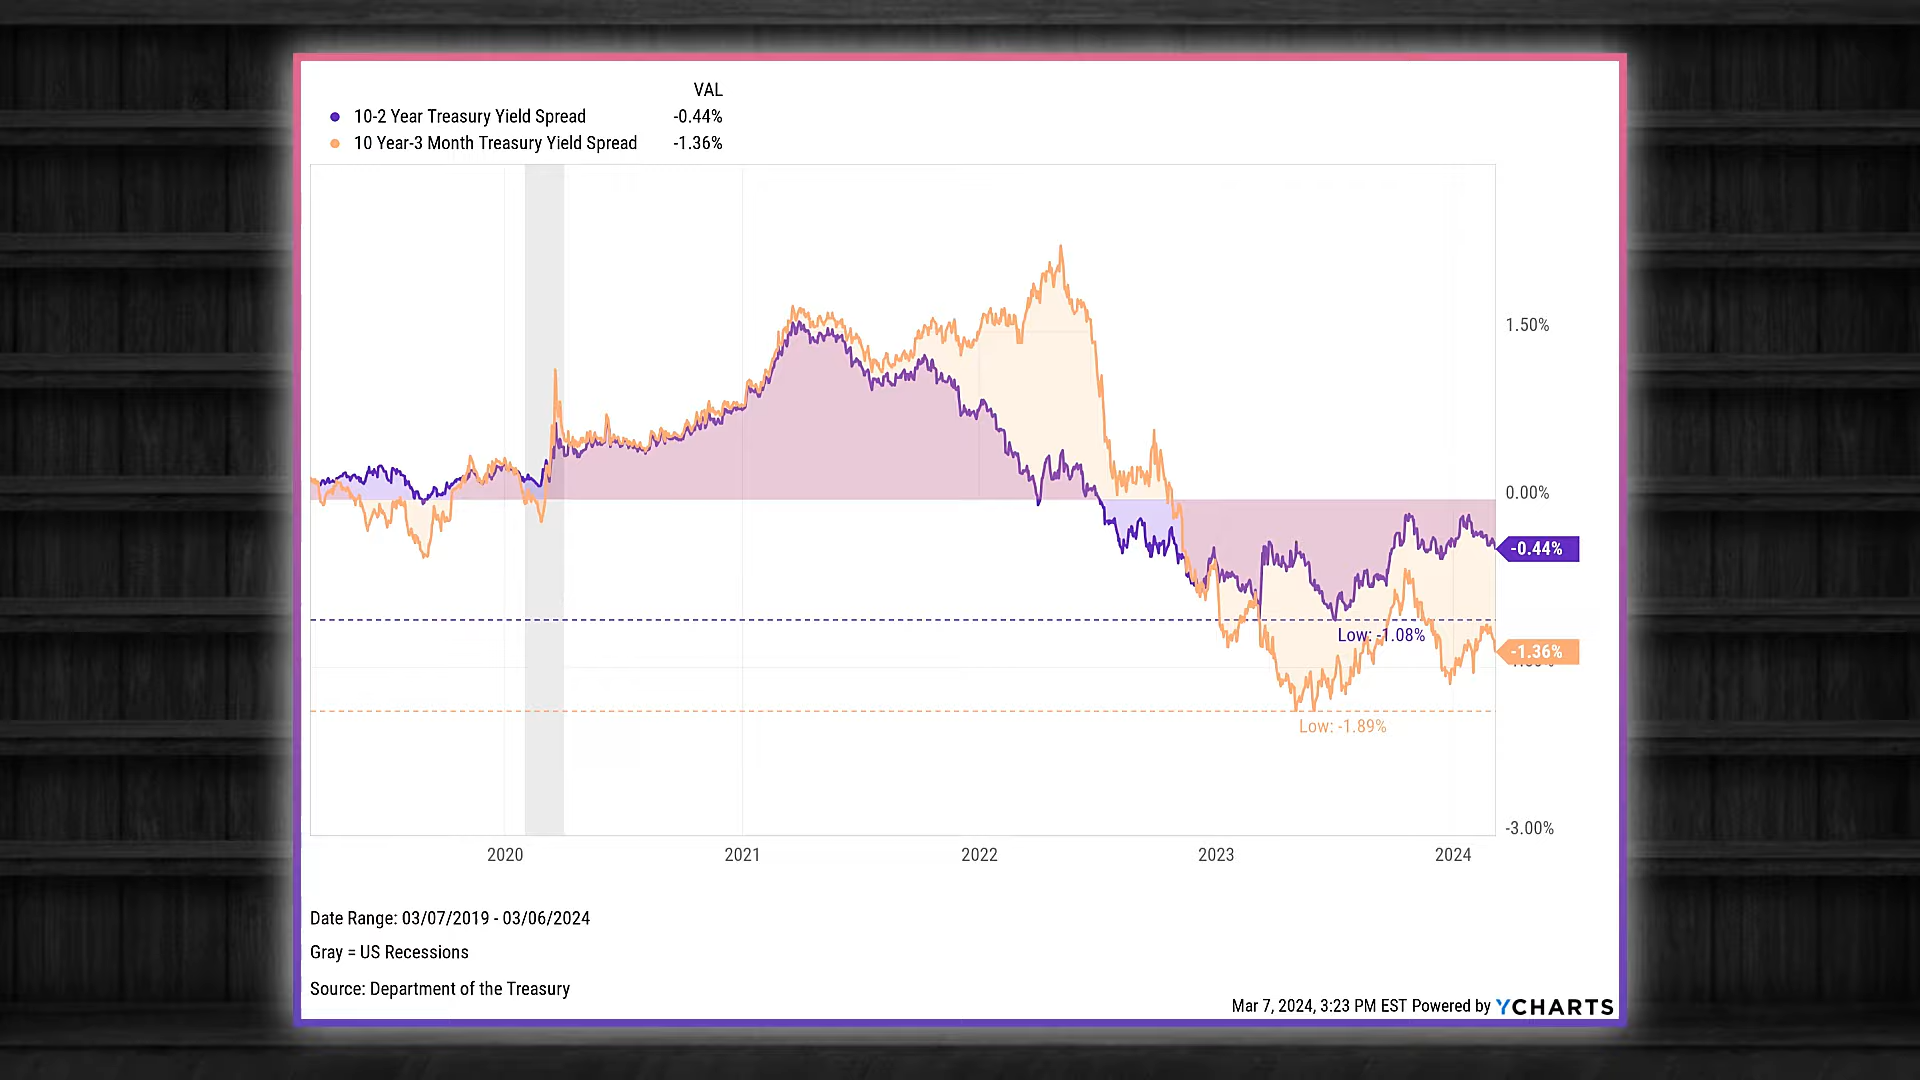 VAL
10-2 Year Treasury Yield Spread -0.44%
10 Year-3 Month Treasury Yield Spread -1.36%
1.50%
0.00%
-0.44%
Low: -1.08%
-1.36%
Low: -1.89%
-3.00%
2020 2021 2022 2023 2024
Date Range: 03/07/2019 - 03/06/2024
Gray = US Recessions
Source: Department of the Treasury
Mar 7, 2024, 3:23 PM EST Powered by YCHARTS